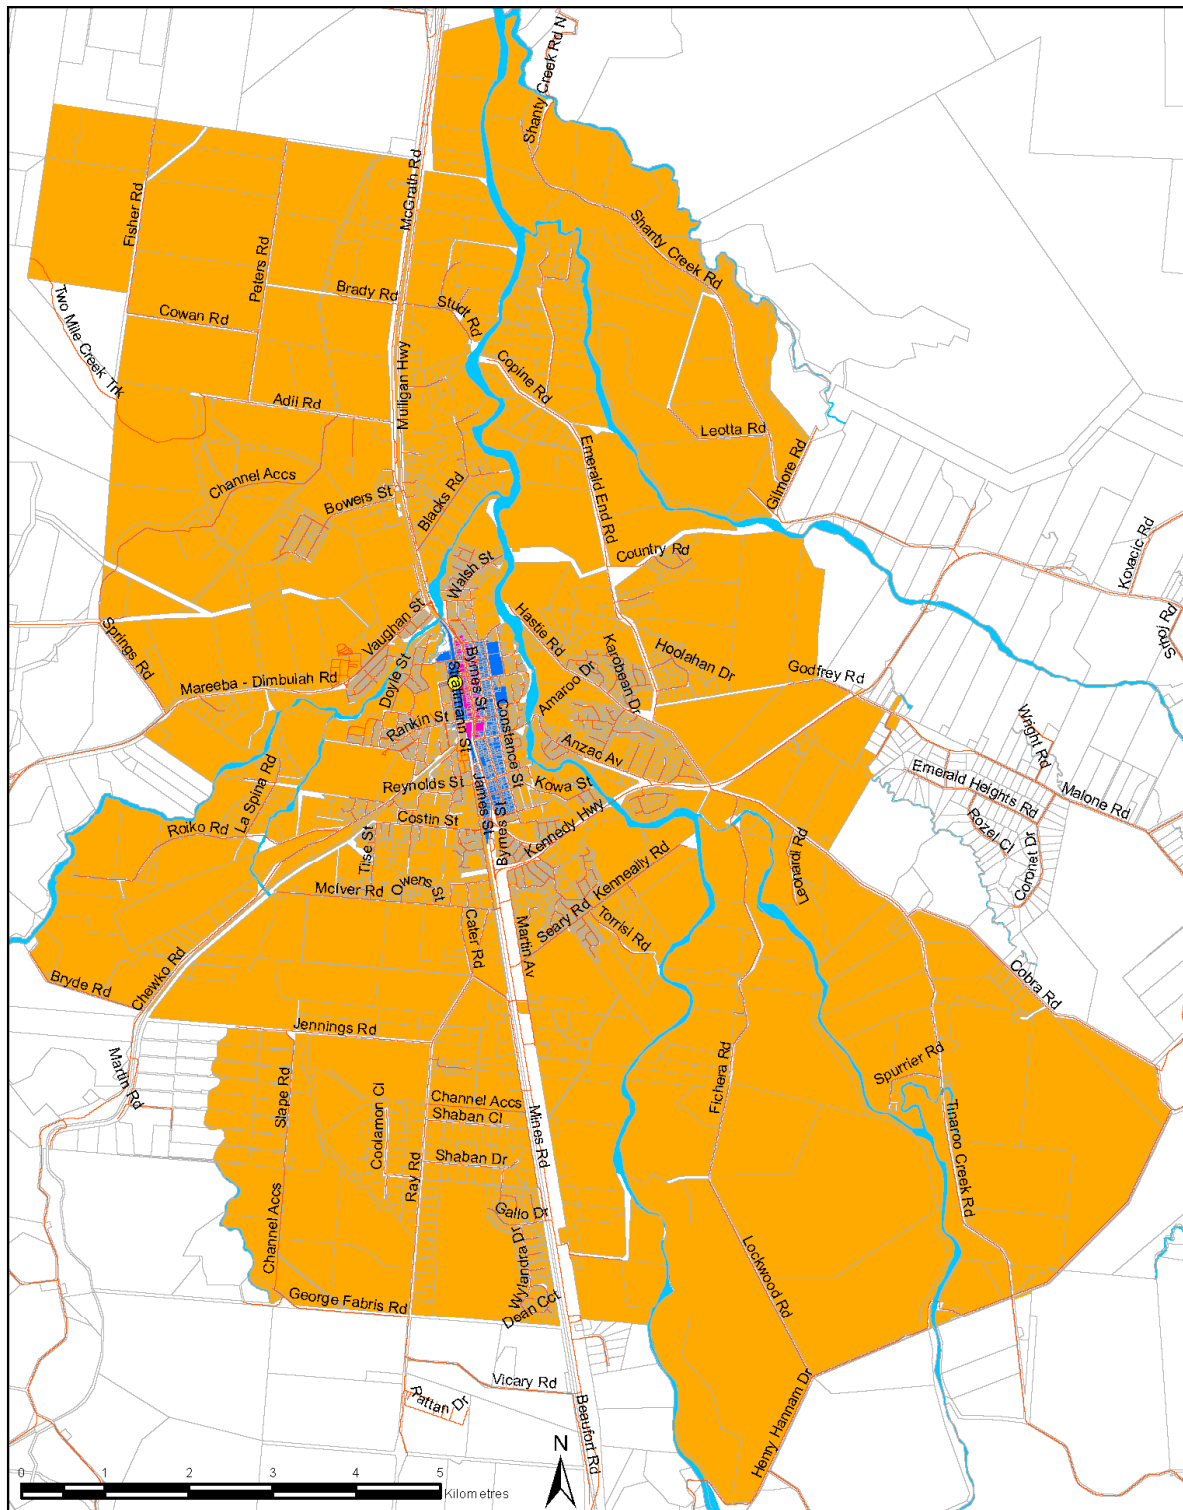 Shanty Creek Rd N
McGrath Rd
Fisher Rd
Peters Rd
Shanty Creek Rd
Two Mile Creek Trk
Brady Rd
Studt Rd
Cowan Rd
Mulligan Hwy
Copine Rd
Adil Rd
Leotta Rd
Emerald End Rd
Gilmore Rd
Channel Accs
Bowers St
Blacks Rd
Country Rd
Kovacic Rd
Walsh St
Vaughan St
Hastie Rd
Karobean Dr
Hoolahan Dr
Stroj Rd
Springs Rd
Mareeba - Dimbulah Rd
Doyle St
Byrnes St
Amaroo Dr
Godfrey Rd
Rankin St
Constance St
Anzac Av
Wright Rd
La Spina Rd
Reynolds St
James St
Kowa St
Emerald Heights Rd
Malone Rd
Roiko Rd
Costin St
Tilse St
Byrnes St
Kennedy Hwy
Rozel Cl
Coronet Dr
Leonardi Rd
McIver Rd
Owens St
Kenneally Rd
Seary Rd
Torrisi Rd
Cater Rd
Martin Av
Bryde Rd
Chewko Rd
Cobra Rd
Jennings Rd
Martin Rd
Slape Rd
Coolamon Cl
Channel Accs
Shaban Cl
Mines Rd
Fichera Rd
Spurrier Rd
Tinaroo Creek Rd
Shaban Dr
Ray Rd
Gallo Dr
Channel Accs
Wylandra Dr
Lockwood Rd
George Fabris Rd
Dean Cct
Vicary Rd
Rattan Dr
Beaufort Rd
Henry Hannam Dr
N
0 1 2 3 4 5
Kilometres